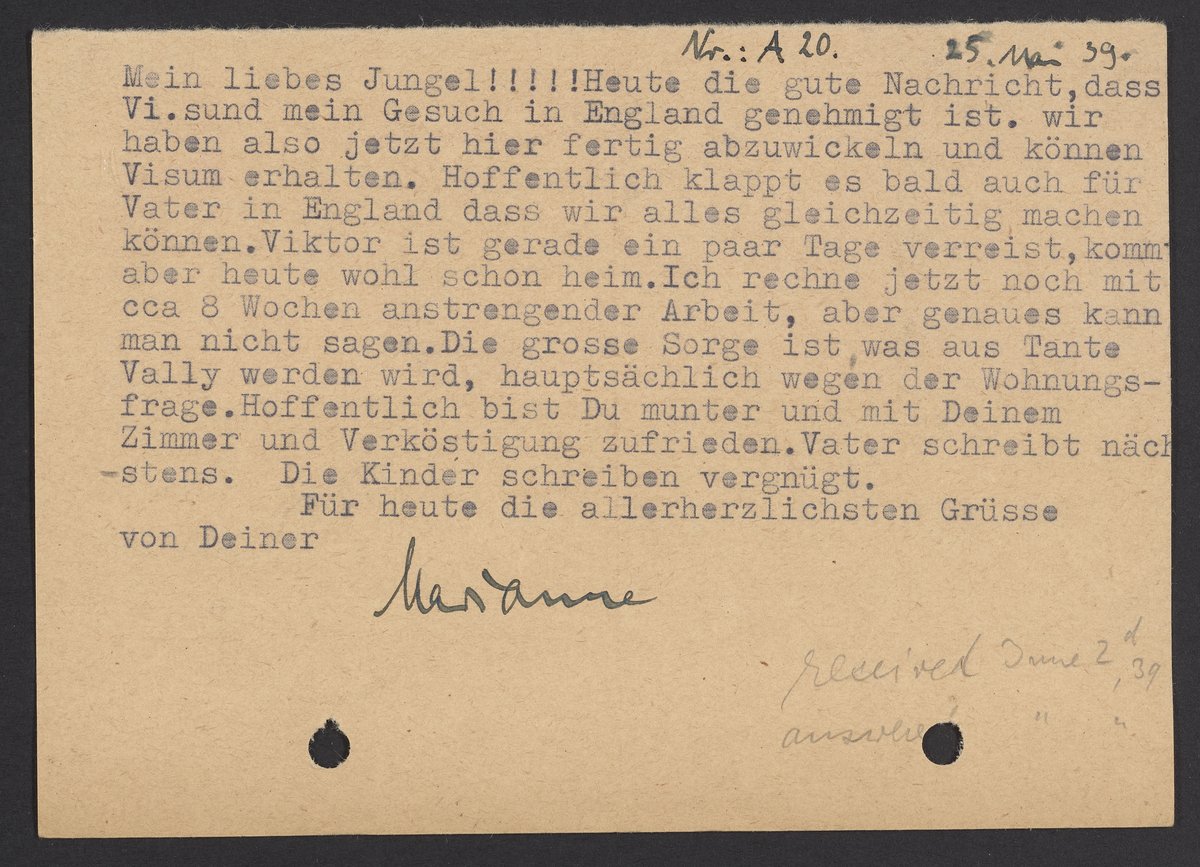 Nr.: A 20. 25. Mai 39.
Mein liebes Jungel!!!!!Heute die gute Nachricht,dass
Vi.sund mein Gesuch in England genehmigt ist. wir
haben also jetzt hier fertig abzuwickeln und können
Visum erhalten. Hoffentlich klappt es bald auch für
Vater in England dass wir alles gleichzeitig machen
können.Viktor ist gerade ein paar Tage verreist,kommt
aber heute wohl schon heim.Ich rechne jetzt noch mit
cca 8 Wochen anstrengender Arbeit, aber genaues kann
man nicht sagen.Die grosse Sorge ist,was aus Tante
Vally werden wird, hauptsächlich wegen der Wohnungs-
frage.Hoffentlich bist Du munter und mit Deinem
Zimmer und Verköstigung zufrieden.Vater schreibt näch
-stens. Die Kinder schreiben vergnügt.
Für heute die allerherzlichsten Grüsse
von Deiner
Marianne
received June 2d, 39
answered " "